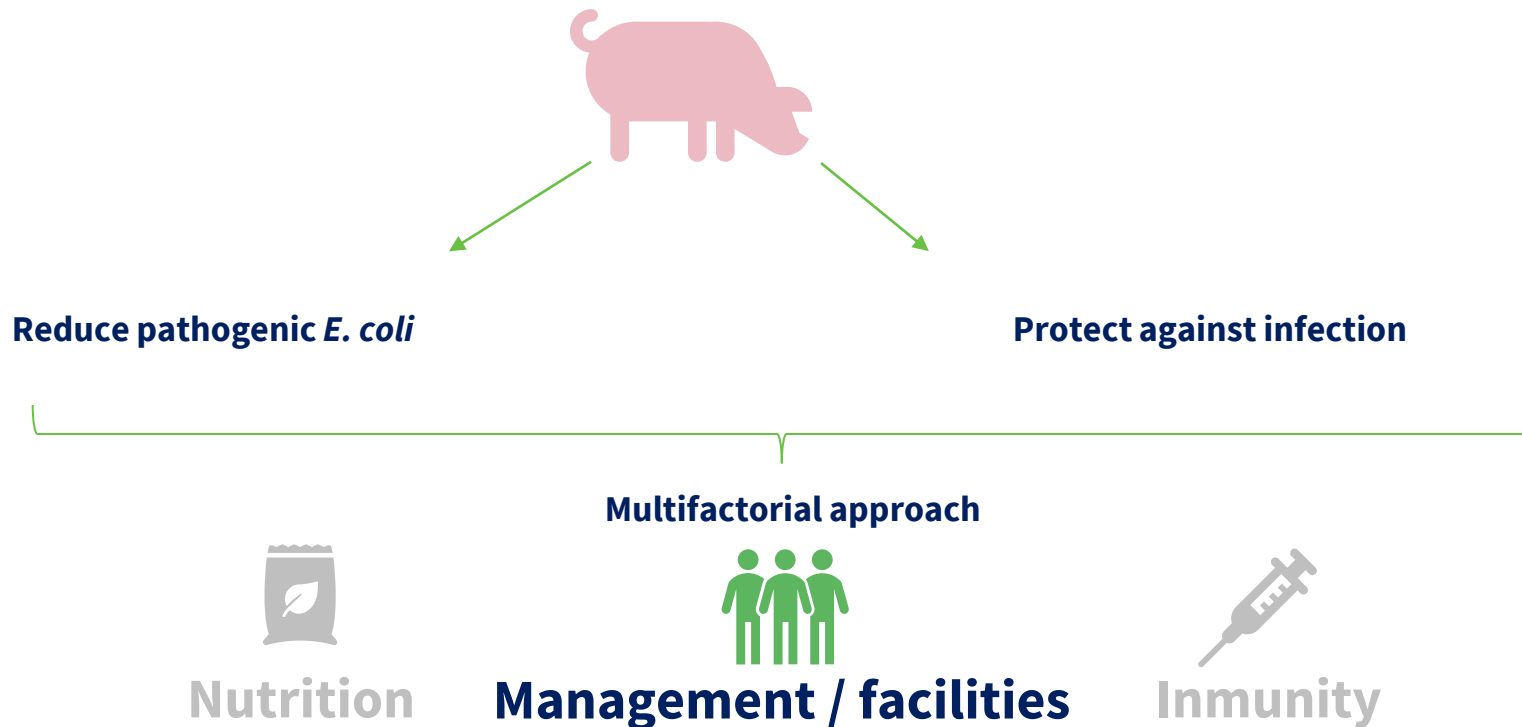 Reduce pathogenic E. coli
Protect against infection
Multifactorial approach
Nutrition
Management / facilities
Inmunity